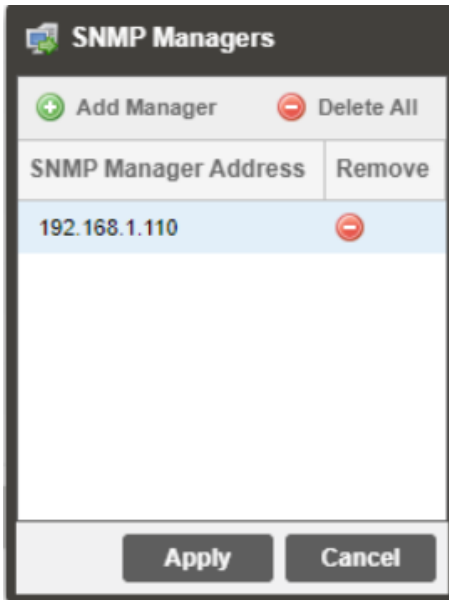 SNMP Managers
Add Manager Delete All
SNMP Manager Address Remove
192.168.1.110
Apply Cancel